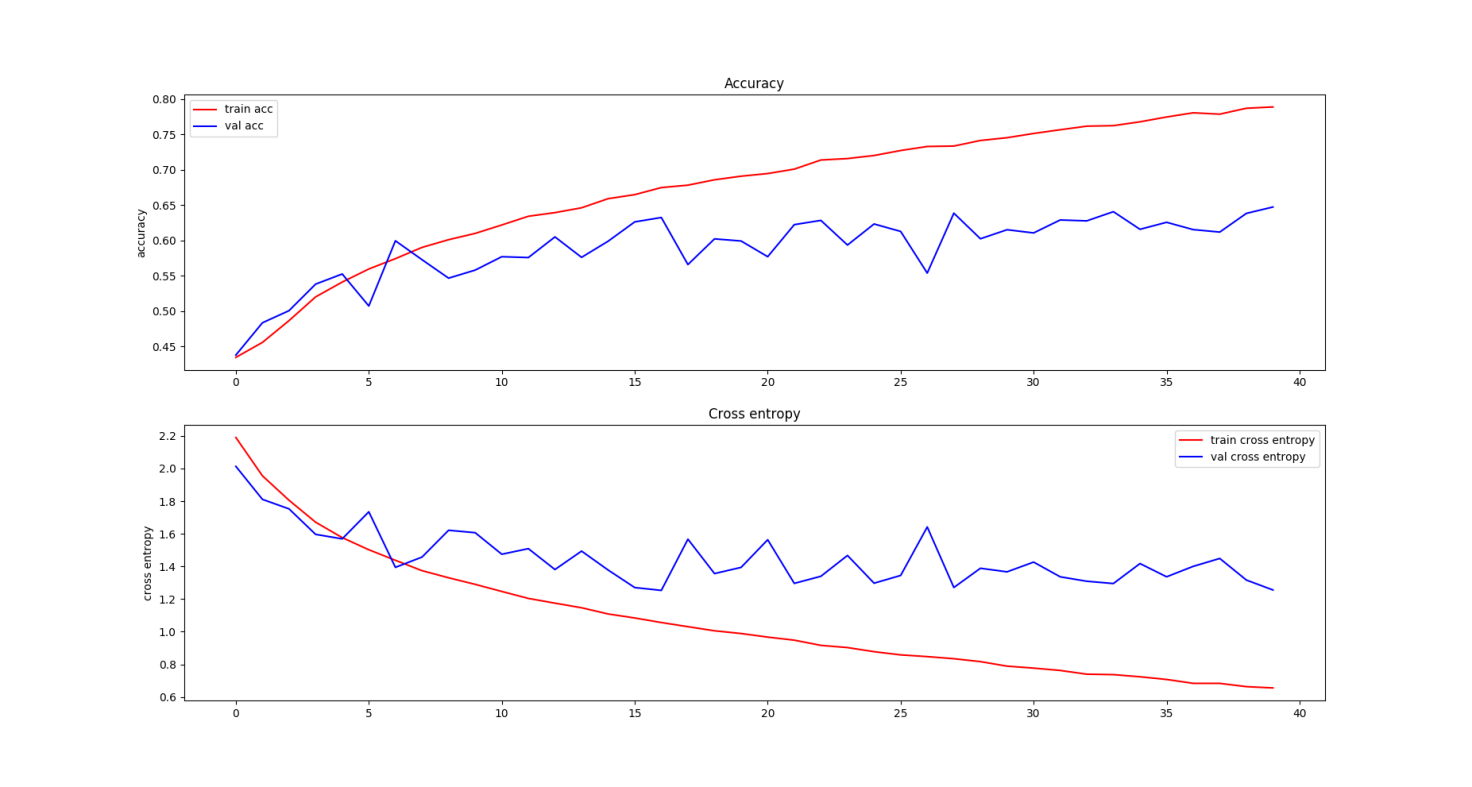 Accuracy
train acc
val acc
accuracy
0.80
0.75
0.70
0.65
0.60
0.55
0.50
0.45
0 5 10 15 20 25 30 35 40
Cross entropy
train cross entropy
val cross entropy
cross entropy
2.2
2.0
1.8
1.6
1.4
1.2
1.0
0.8
0.6
0 5 10 15 20 25 30 35 40